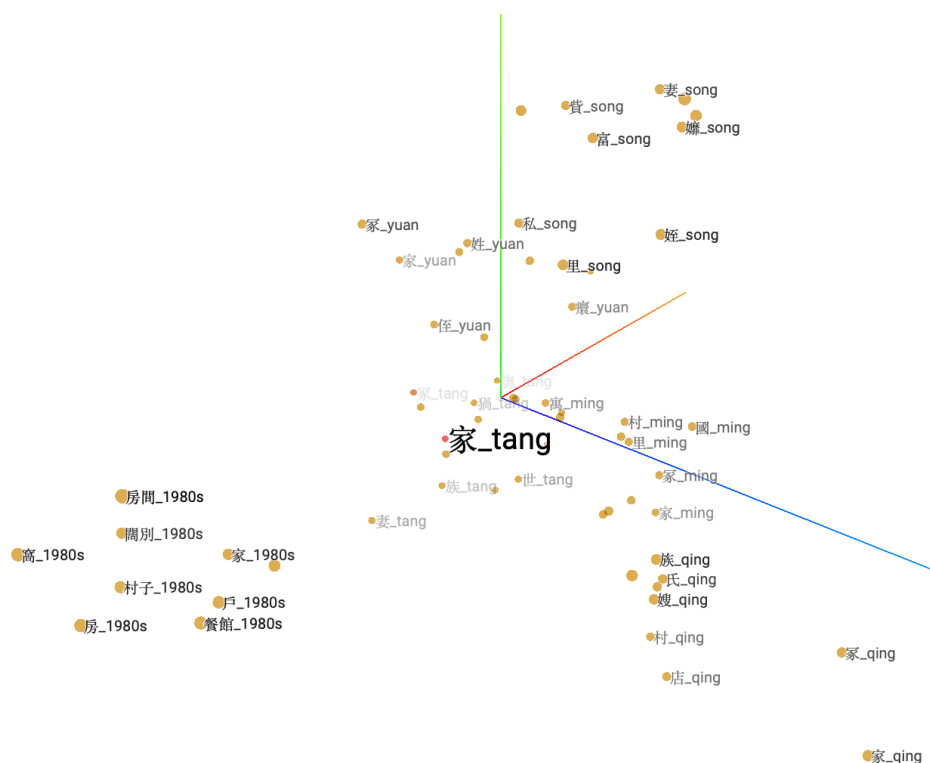 妻_song
貲_song
嫲_song
富_song
私_song
冢_yuan
姪_song
姓_yuan
家_yuan
里_song
癏_yuan
侄_yuan
冢_tang
猧_tang
寓_ming
村_ming
國_ming
家_tang
里_ming
冢_ming
世_tang
族_tang
房間_1980s
家_ming
妻_tang
闊別_1980s
窩_1980s
家_1980s
族_qing
氏_qing
村子_1980s
嫂_qing
戶_1980s
餐館_1980s
房_1980s
村_qing
冢_qing
店_qing
家_qing